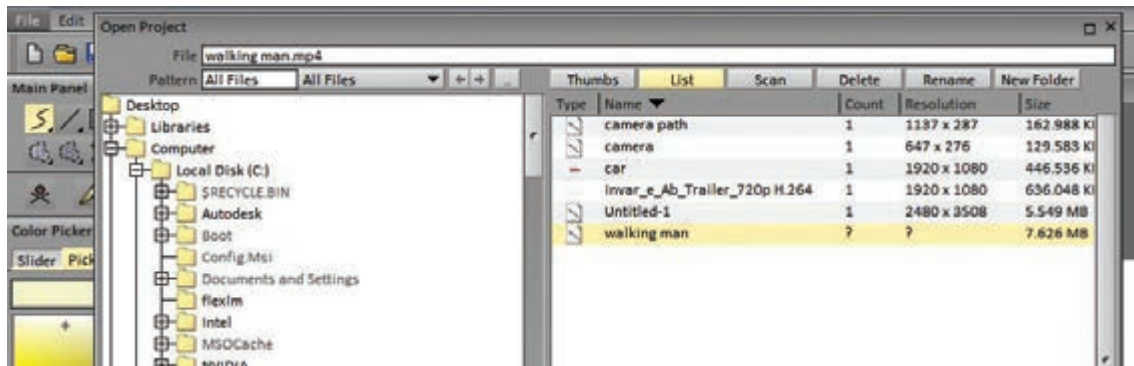 File Edit
Open Project
File walking man.mp4
Pattern All Files All Files
Thumbs List Scan Delete Rename New Folder
Main Panel
Desktop
Libraries
Computer
Local Disk (C:)
$RECYCLE.BIN
Autodesk
Boot
Config.Msi
Documents and Settings
flexlm
Intel
MSOCache
NVIDIA
Color Picker
Slider Pick
Type Name Count Resolution Size
camera path 1 1137 x 287 162.988 Ki
camera 1 647 x 276 129.583 Ki
car 1 1920 x 1080 446.536 Ki
Invar_e_Ab_Trailer_720p H.264 1 1920 x 1080 636.048 Ki
Untitled-1 1 2480 x 3508 5.549 MB
walking man ? ? 7.626 MB